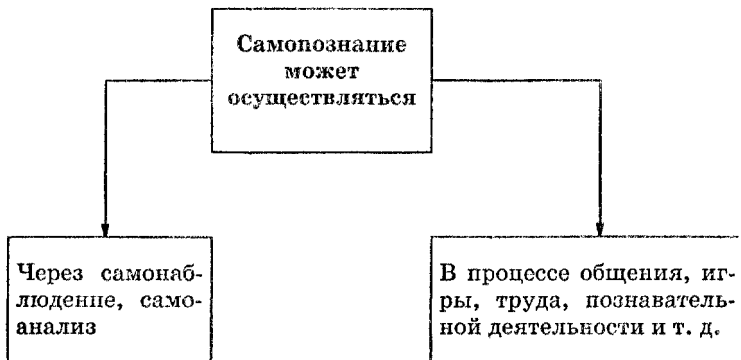 Самопознание
может
осуществляться
Через самонаб-
людение, само-
анализ
В процессе общения, иг-
ры, труда, познаватель-
ной деятельности и т. д.